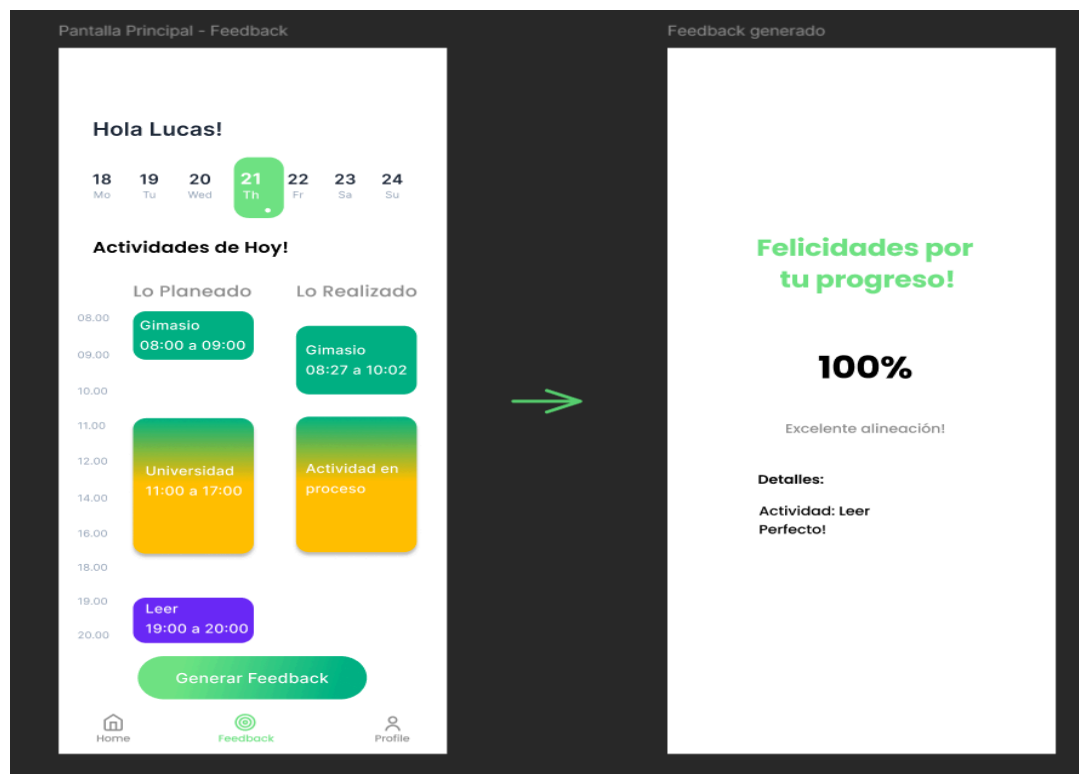 Pantalla Principal - Feedback
Hola Lucas!
18 19 20 21 22 23 24
Mo Tu Wed Th Fr Sa Su
Actividades de Hoy!
Lo Planeado Lo Realizado
08.00
09.00
10.00
11.00
12.00
14.00
16.00
18.00
19.00
20.00
Gimasio
08:00 a 09:00
Universidad
11:00 a 17:00
Leer
19:00 a 20:00
Gimasio
08:27 a 10:02
Actividad en
proceso
Generar Feedback
Home Feedback Profile
Feedback generado
Felicidades por
tu progreso!
100%
Excelente alineación!
Detalles:
Actividad: Leer
Perfecto!